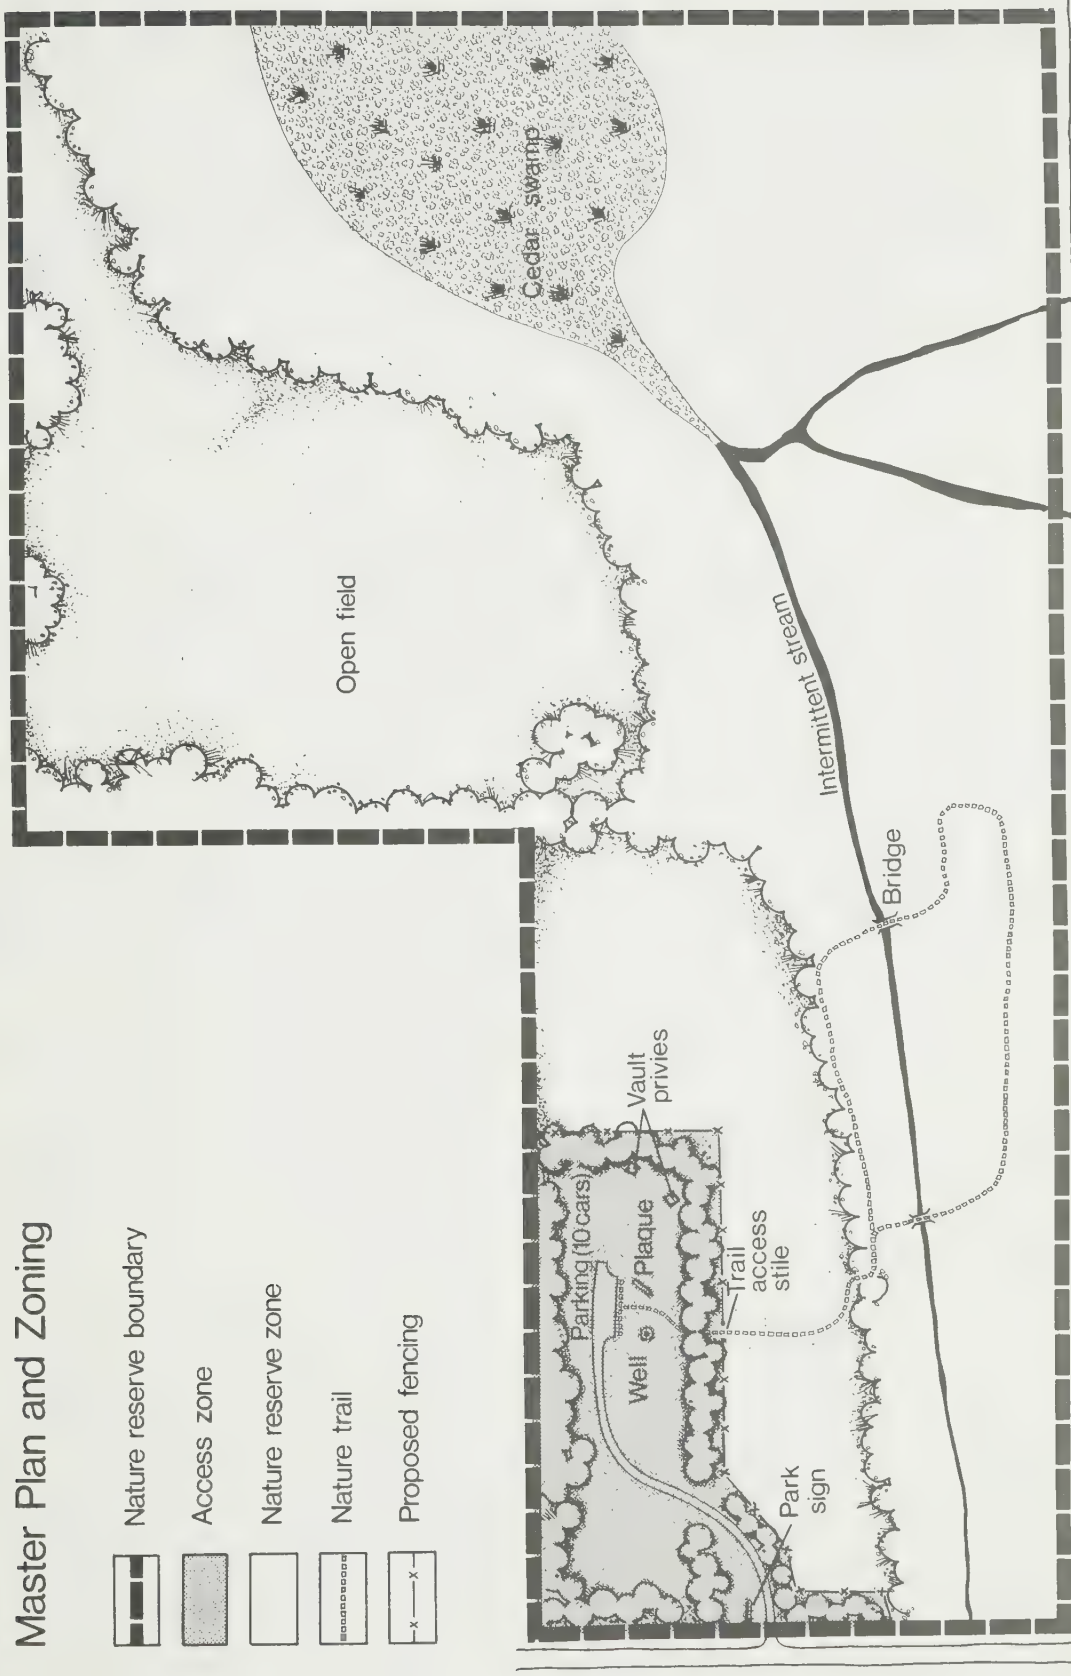 Master Plan and Zoning
Nature reserve boundary
Access zone
Nature reserve zone
Nature trail
Proposed fencing
Open field
Cedar swamp
Intermittent stream
Bridge
Vault
privies
Parking (10 cars)
Plaque
Well
Trail
access
stile
Park
sign